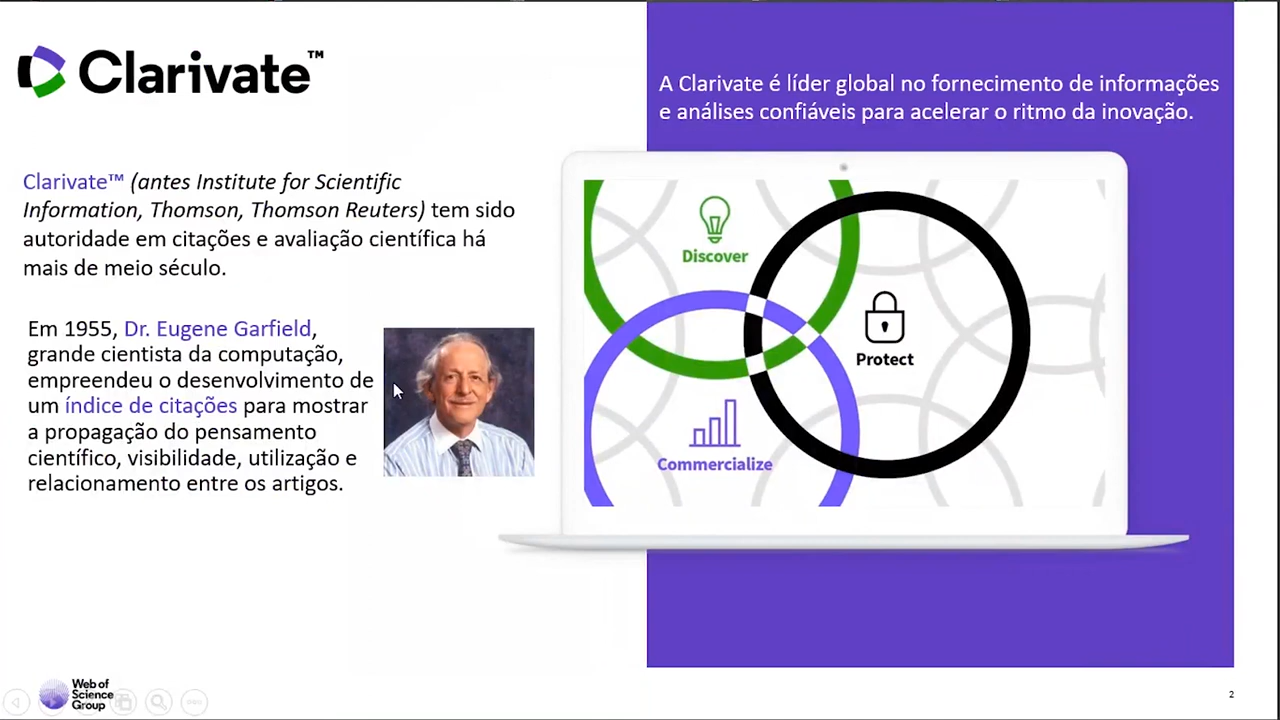 Clarivate™
A Clarivate é líder global no fornecimento de informações
e análises confiáveis para acelerar o ritmo da inovação.
Clarivate™ (antes Institute for Scientific
Information, Thomson, Thomson Reuters) tem sido
autoridade em citações e avaliação científica há
mais de meio século.
Em 1955, Dr. Eugene Garfield,
grande cientista da computação,
empreendeu o desenvolvimento de
um índice de citações para mostrar
a propagação do pensamento
científico, visibilidade, utilização e
relacionamento entre os artigos.
Discover
Protect
Commercialize
Web of
Science
Group
2